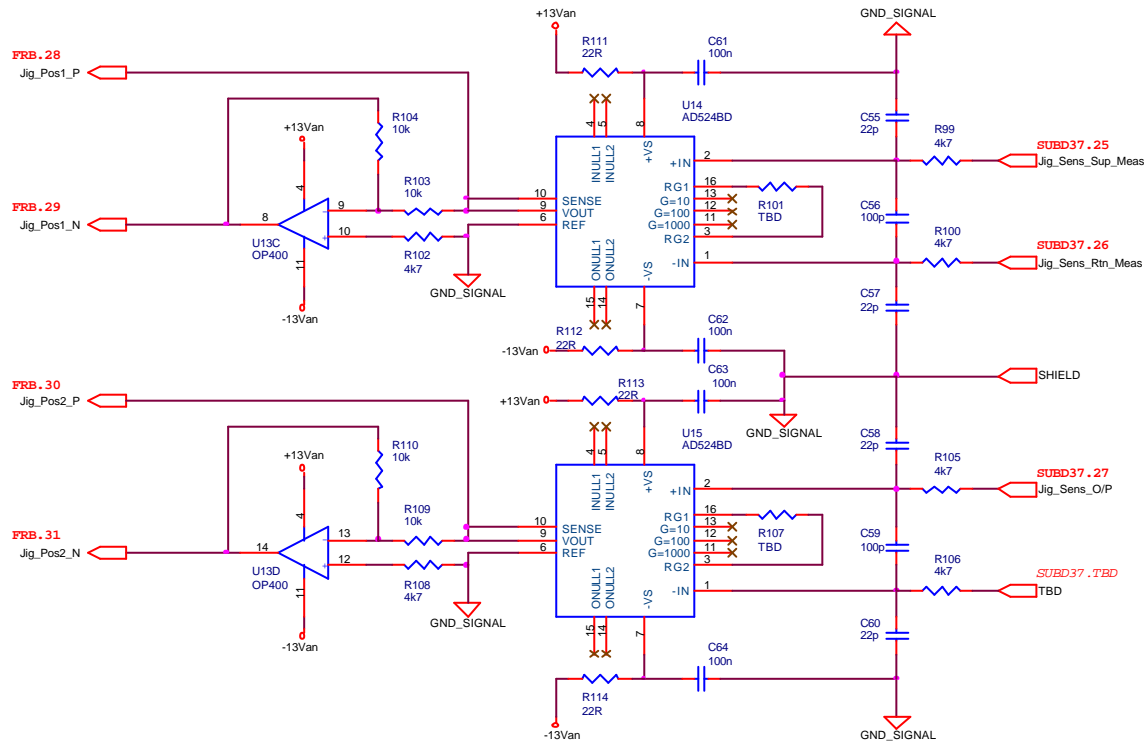 +13Van
GND_SIGNAL
FRB.28
Jig_Pos1_P
R111
22R
C61
100n
U14
AD524BD
R104
10k
+13Van
4
5
8
INULL1
INULL2
+VS
C55
22p
R99
4k7
SUBD37.25
Jig_Sens_Sup_Meas
+IN
2
4
R103
10k
FRB.29
Jig_Pos1_N
8
9
10
U13C
OP400
11
R102
4k7
-13Van
10
9
6
SENSE
VOUT
REF
RG1
G=10
G=100
G=1000
RG2
16
13
12
11
3
R101
TBD
C56
100p
R100
4k7
SUBD37.26
Jig_Sens_Rtn_Meas
-IN
1
GND_SIGNAL
ONULL1
ONULL2
-VS
15
14
7
C57
22p
R112
22R
-13Van
C62
100n
SHIELD
FRB.30
Jig_Pos2_P
R113
22R
+13Van
C63
100n
GND_SIGNAL
U15
AD524BD
R110
10k
+13Van
4
5
8
INULL1
INULL2
+VS
C58
22p
R105
4k7
SUBD37.27
Jig_Sens_O/P
+IN
2
4
R109
10k
FRB.31
Jig_Pos2_N
14
13
12
U13D
OP400
11
R108
4k7
-13Van
10
9
6
SENSE
VOUT
REF
RG1
G=10
G=100
G=1000
RG2
16
13
12
11
3
R107
TBD
C59
100p
R106
4k7
SUBD37.TBD
TBD
-IN
1
GND_SIGNAL
ONULL1
ONULL2
-VS
15
14
7
C60
22p
C64
100n
R114
22R
-13Van
GND_SIGNAL